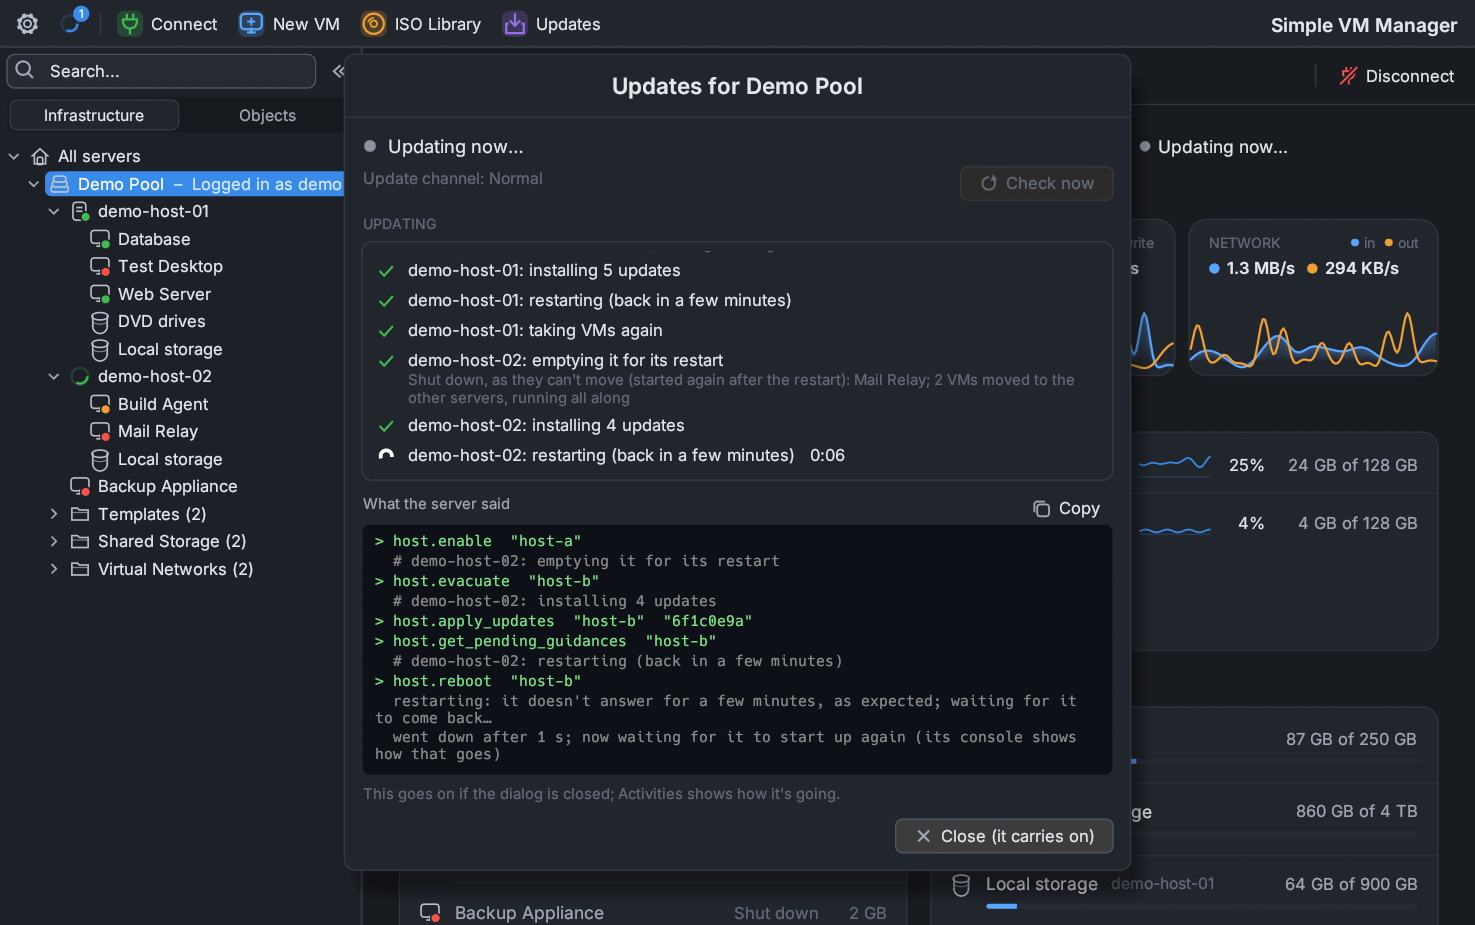 1
Connect
New VM
ISO Library
Updates
Simple VM Manager
Search...
Disconnect
Infrastructure
Objects
All servers
Demo Pool – Logged in as demo
demo-host-01
Database
Test Desktop
Web Server
DVD drives
Local storage
demo-host-02
Build Agent
Mail Relay
Local storage
Backup Appliance
Templates (2)
Shared Storage (2)
Virtual Networks (2)
Updates for Demo Pool
Updating now...
Update channel: Normal
Check now
UPDATING
demo-host-01: installing 5 updates
demo-host-01: restarting (back in a few minutes)
demo-host-01: taking VMs again
demo-host-02: emptying it for its restart
Shut down, as they can't move (started again after the restart): Mail Relay; 2 VMs moved to the
other servers, running all along
demo-host-02: installing 4 updates
demo-host-02: restarting (back in a few minutes) 0:06
What the server said
Copy
> host.enable "host-a"
# demo-host-02: emptying it for its restart
> host.evacuate "host-b"
# demo-host-02: installing 4 updates
> host.apply_updates "host-b" "6f1c0e9a"
> host.get_pending_guidances "host-b"
# demo-host-02: restarting (back in a few minutes)
> host.reboot "host-b"
restarting: it doesn't answer for a few minutes, as expected; waiting for it
to come back…
went down after 1 s; now waiting for it to start up again (its console shows
how that goes)
This goes on if the dialog is closed; Activities shows how it's going.
Close (it carries on)
Updating now...
NETWORK
in
out
1.3 MB/s
294 KB/s
25%
24 GB of 128 GB
4%
4 GB of 128 GB
87 GB of 250 GB
860 GB of 4 TB
Local storage demo-host-01
64 GB of 900 GB
Backup Appliance
Shut down
2 GB